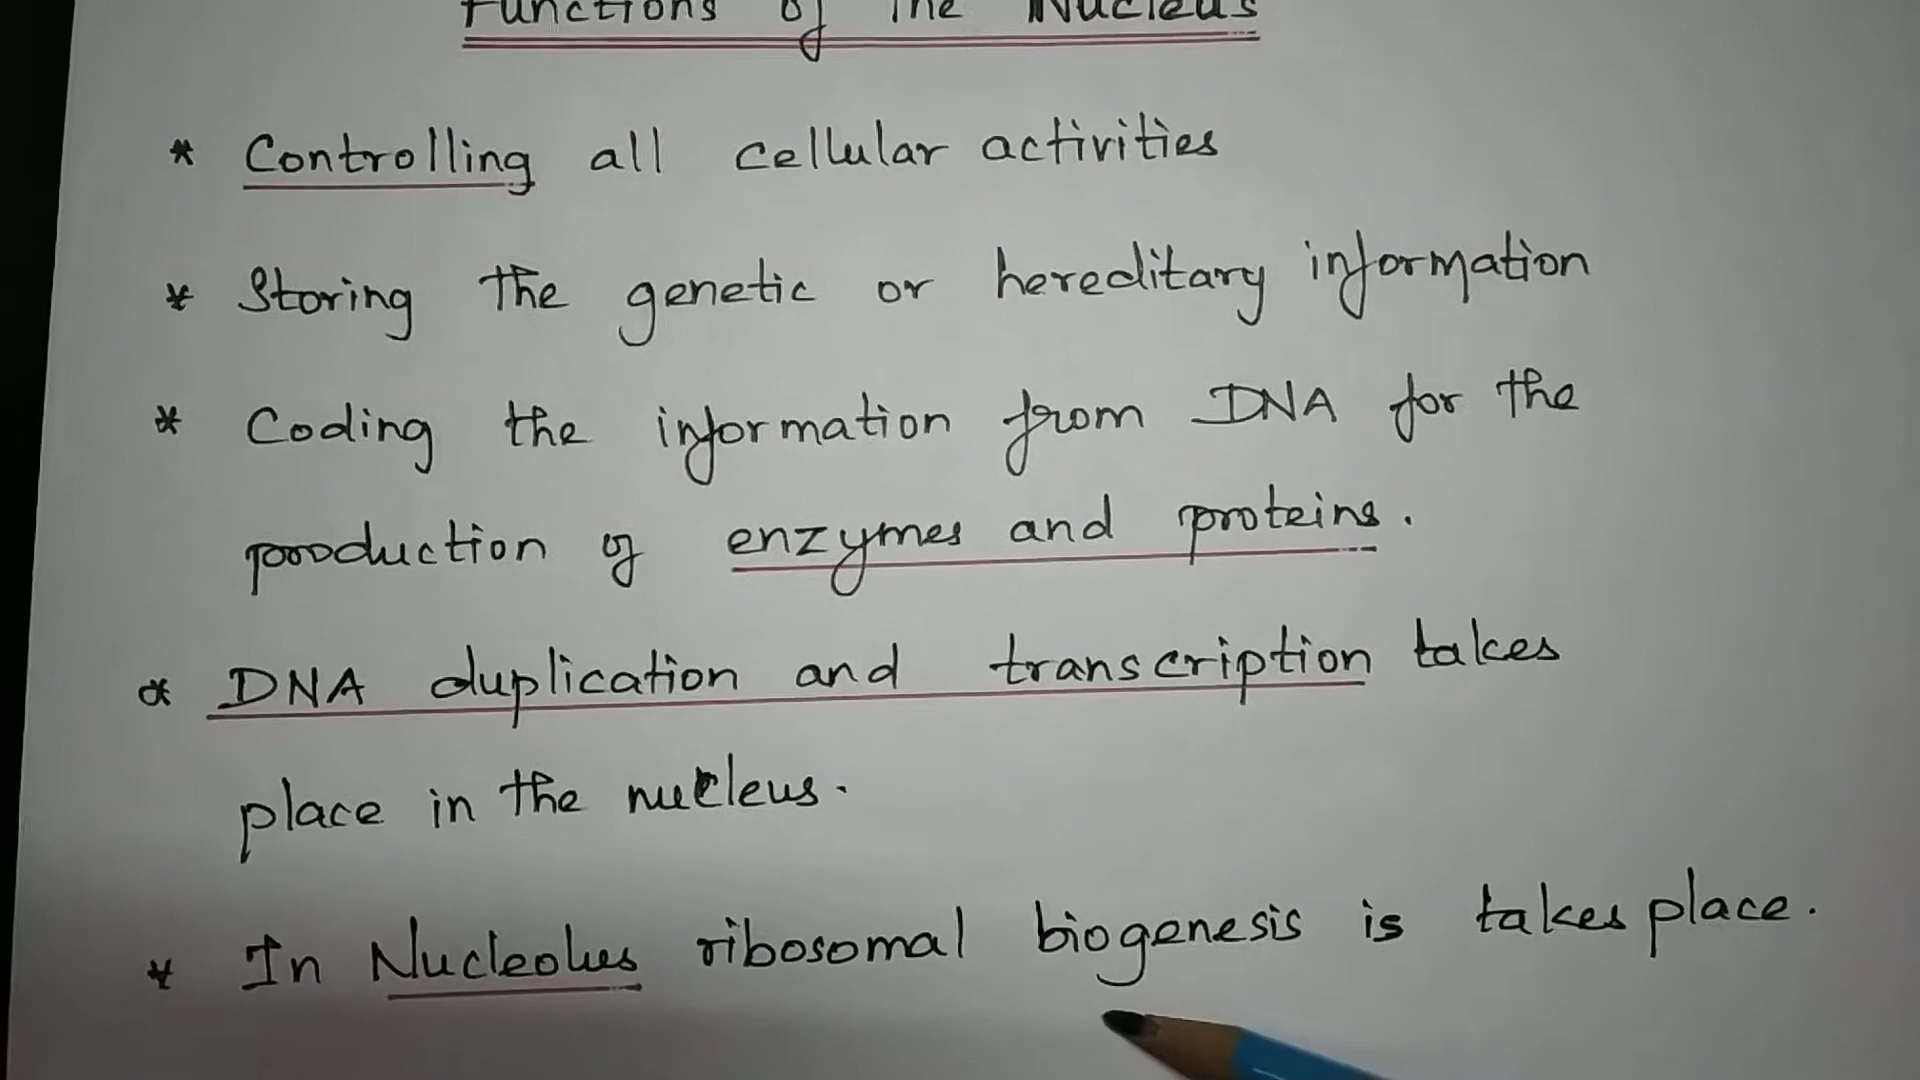 Functions of The Nucleus
* Controlling all cellular activities
* Storing the genetic or hereditary information
* Coding the information from DNA for the
production of enzymes and proteins.
* DNA duplication and transcription takes
place in the nucleus.
* In Nucleolus ribosomal biogenesis is takes place.